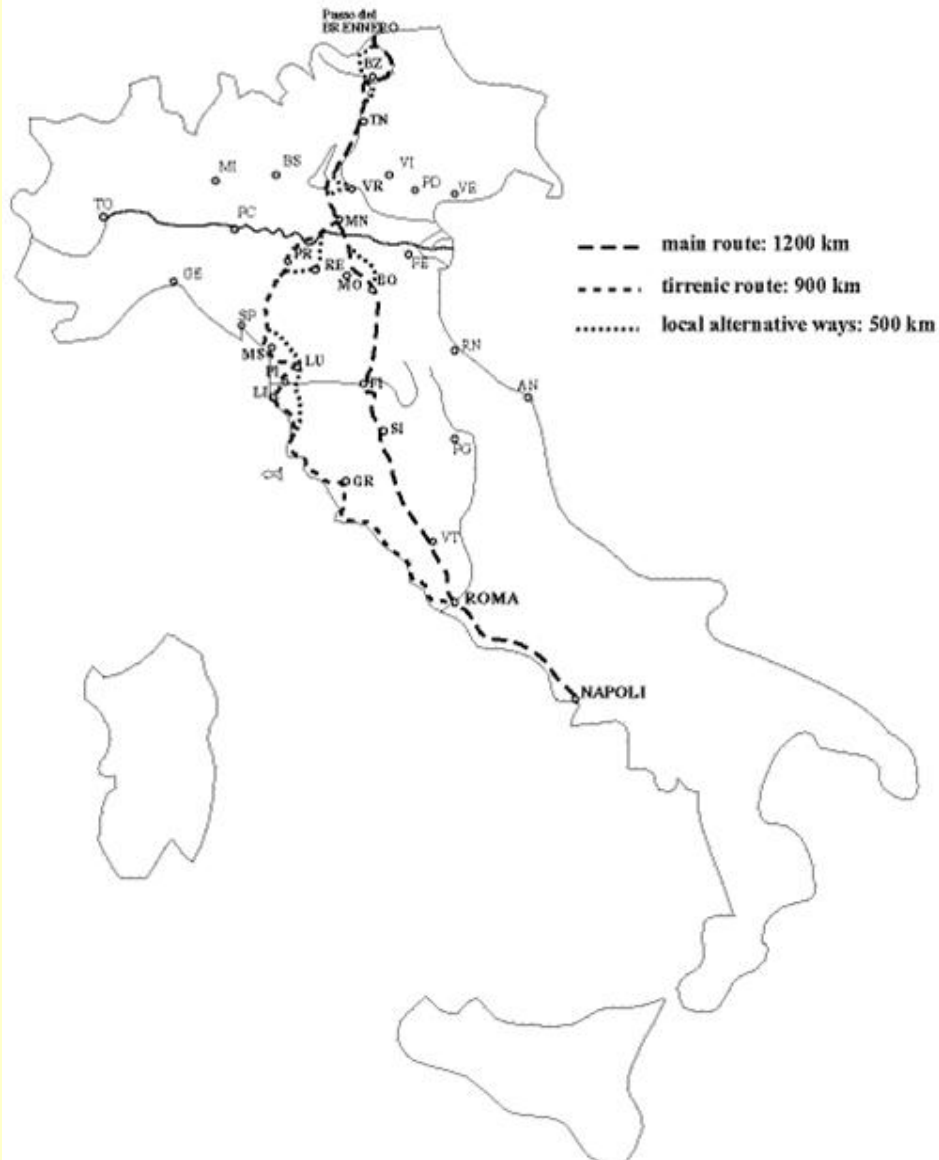 Passo del
BRENNERO
BZ
TN
MI
BS
VI
VR
PD
VE
TO
PC
MN
PR
RE
MO
BO
FE
GE
SP
MS
LU
PI
LI
FI
RN
AN
SI
PG
GR
VT
ROMA
NAPOLI
main route: 1200 km
tirrenic route: 900 km
local alternative ways: 500 km